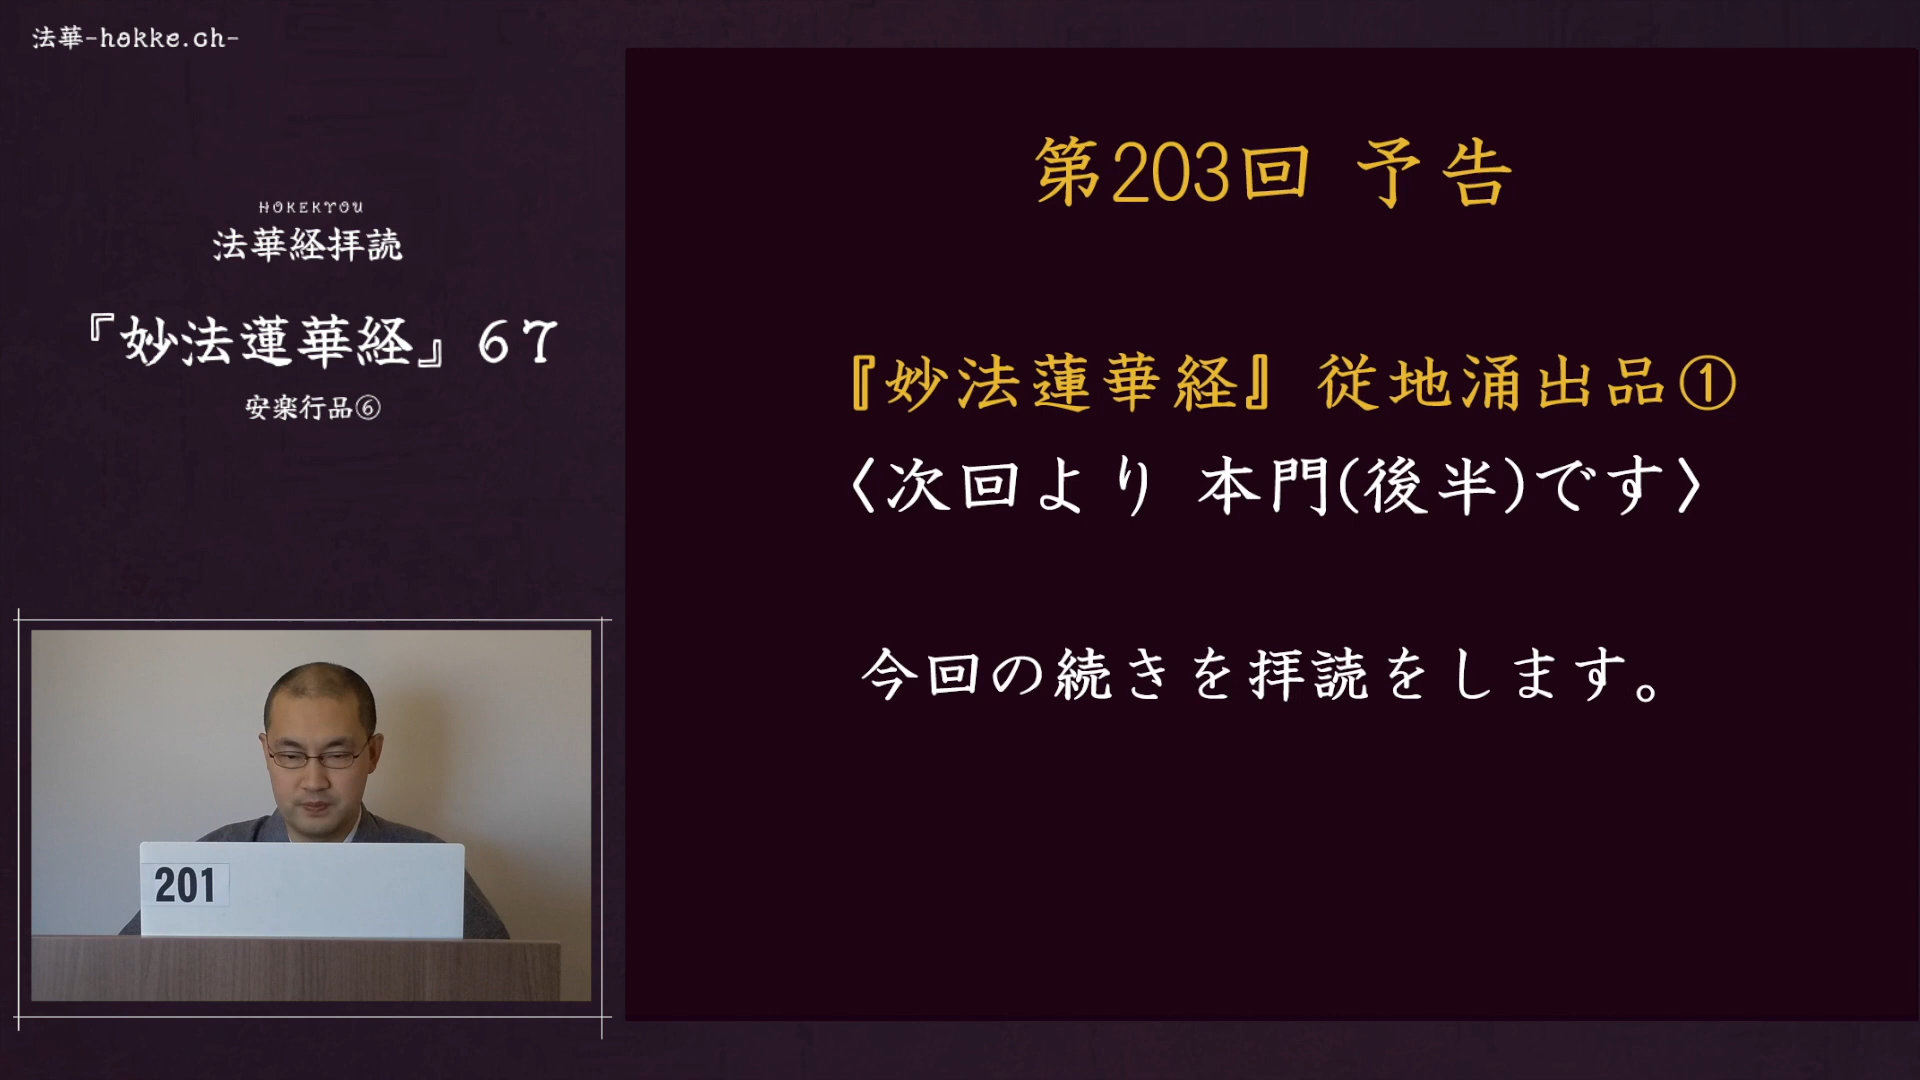 法華-hokke.ch-
HOKEKYOU
法華経拝読
『妙法蓮華経』67
安楽行品⑥
201
第203回 予告
『妙法蓮華経』従地涌出品①
〈次回より 本門(後半)です〉
今回の続きを拝読をします。